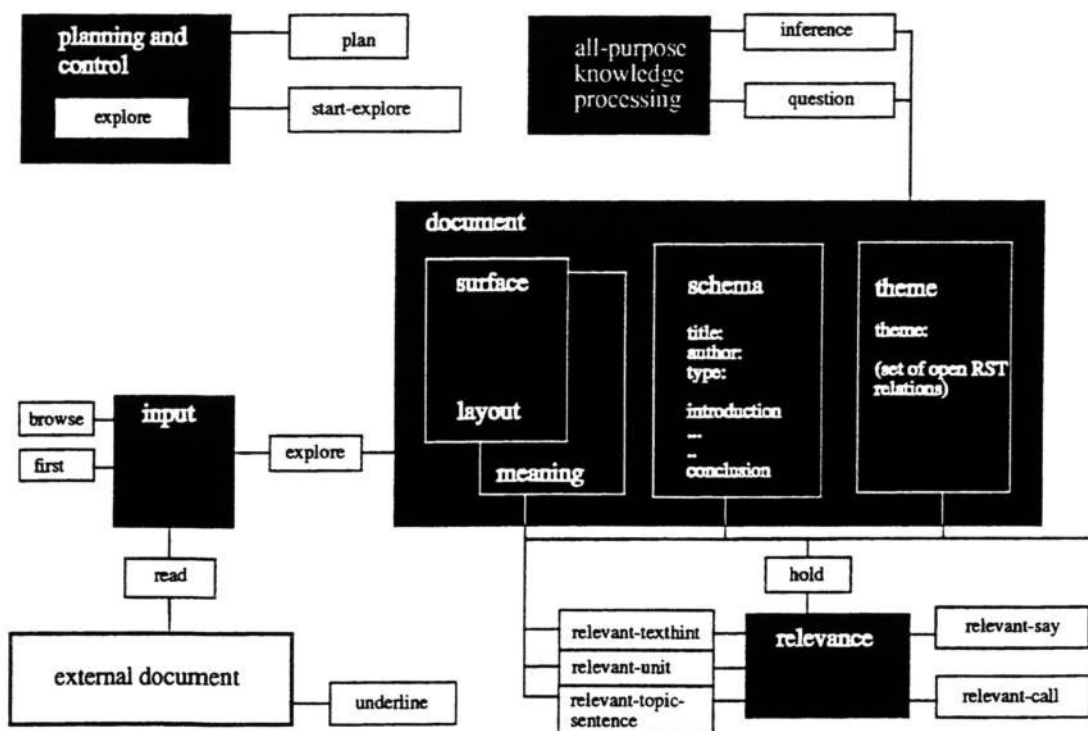 planning and
control
explore
plan
start-explore
all-purpose
knowledge
processing
inference
question
document
surface
layout
meaning
schema
title:
author:
type:
introduction
...
..
conclusion
theme
theme:
(set of open RST
relations)
browse
first
input
explore
read
external document
underline
hold
relevant-texthint
relevant-unit
relevant-topic-
sentence
relevance
relevant-say
relevant-call